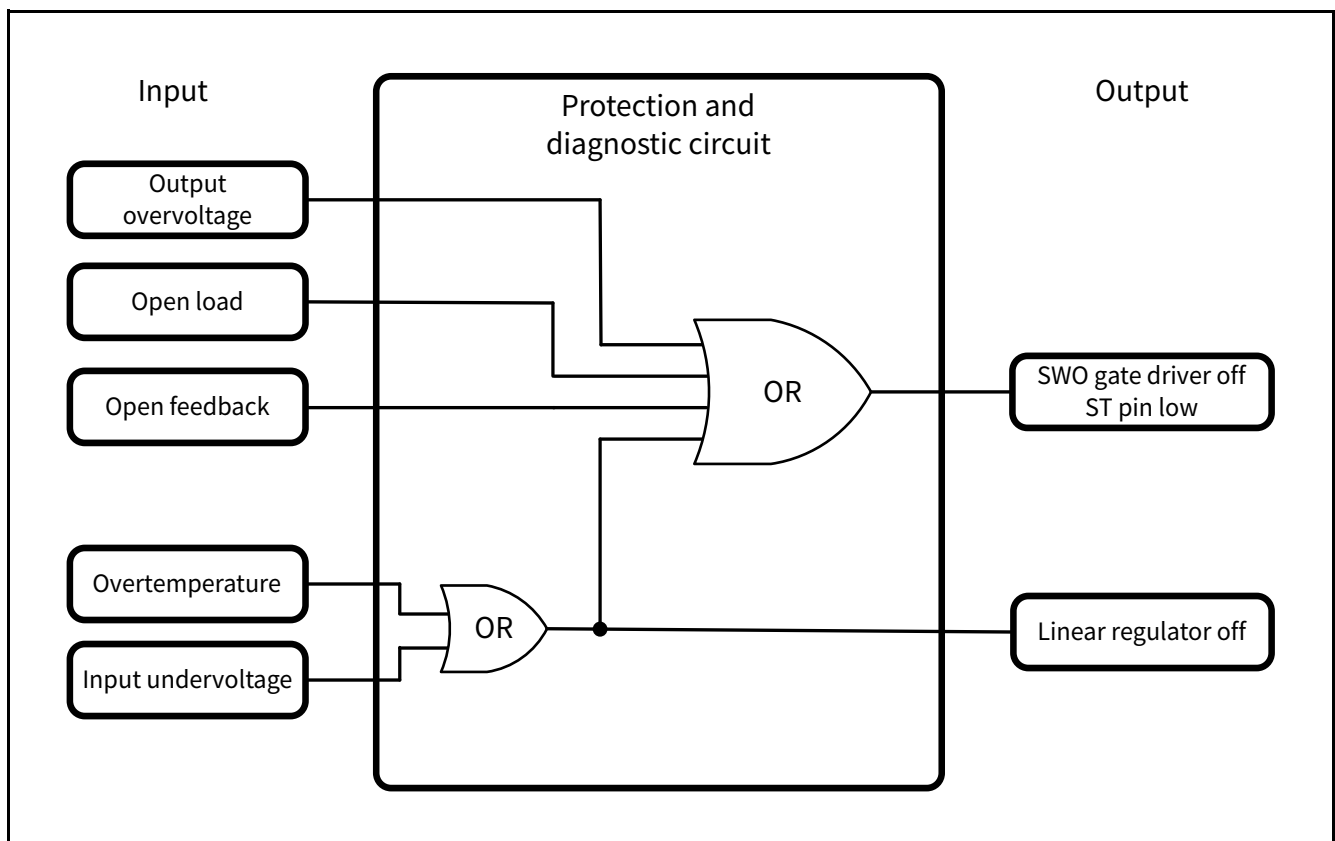 Input
Protection and
diagnostic circuit
Output
Output
overvoltage
Open load
Open feedback
OR
SWO gate driver off
ST pin low
Overtemperature
OR
Input undervoltage
Linear regulator off